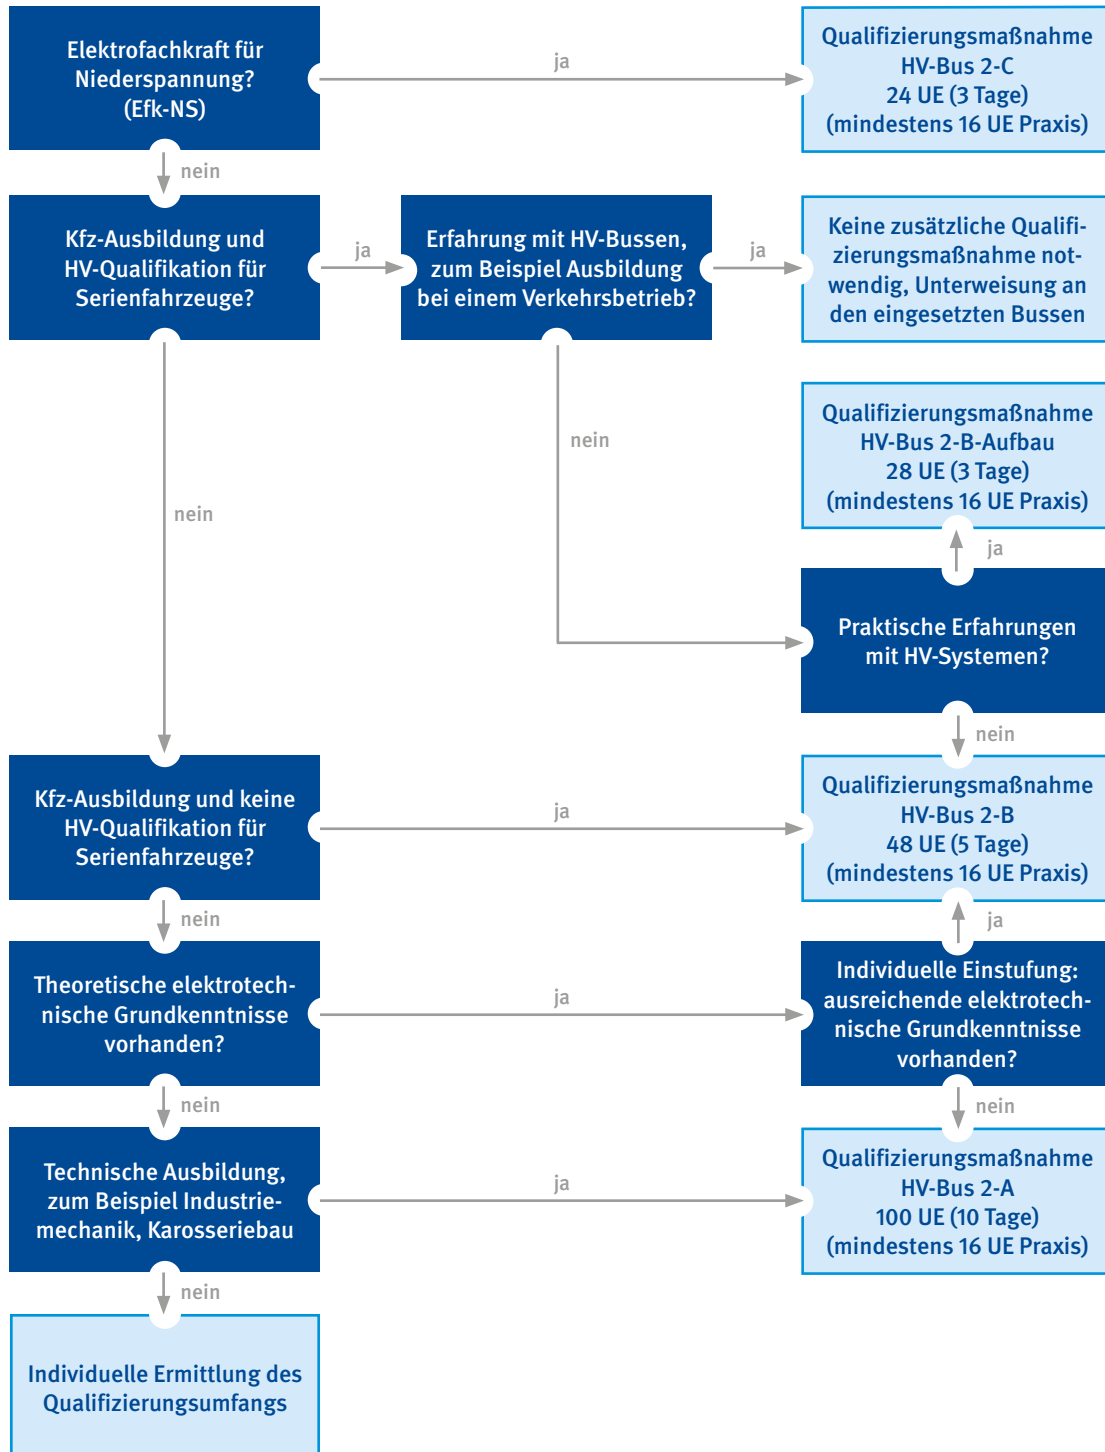 Elektrofachkraft für
Niederspannung?
(Efk-NS)
ja
Qualifizierungsmaßnahme
HV-Bus 2-C
24 UE (3 Tage)
(mindestens 16 UE Praxis)
nein
Kfz-Ausbildung und
HV-Qualifikation für
Serienfahrzeuge?
ja
Erfahrung mit HV-Bussen,
zum Beispiel Ausbildung
bei einem Verkehrsbetrieb?
ja
Keine zusätzliche Qualifi-
zierungsmaßnahme not-
wendig, Unterweisung an
den eingesetzten Bussen
nein
nein
Qualifizierungsmaßnahme
HV-Bus 2-B-Aufbau
28 UE (3 Tage)
(mindestens 16 UE Praxis)
ja
Praktische Erfahrungen
mit HV-Systemen?
nein
Kfz-Ausbildung und keine
HV-Qualifikation für
Serienfahrzeuge?
ja
Qualifizierungsmaßnahme
HV-Bus 2-B
48 UE (5 Tage)
(mindestens 16 UE Praxis)
nein
ja
Theoretische elektrotech-
nische Grundkenntnisse
vorhanden?
ja
Individuelle Einstufung:
ausreichende elektrotech-
nische Grundkenntnisse
vorhanden?
nein
nein
Technische Ausbildung,
zum Beispiel Industrie-
mechanik, Karosseriebau
ja
Qualifizierungsmaßnahme
HV-Bus 2-A
100 UE (10 Tage)
(mindestens 16 UE Praxis)
nein
Individuelle Ermittlung des
Qualifizierungsumfangs